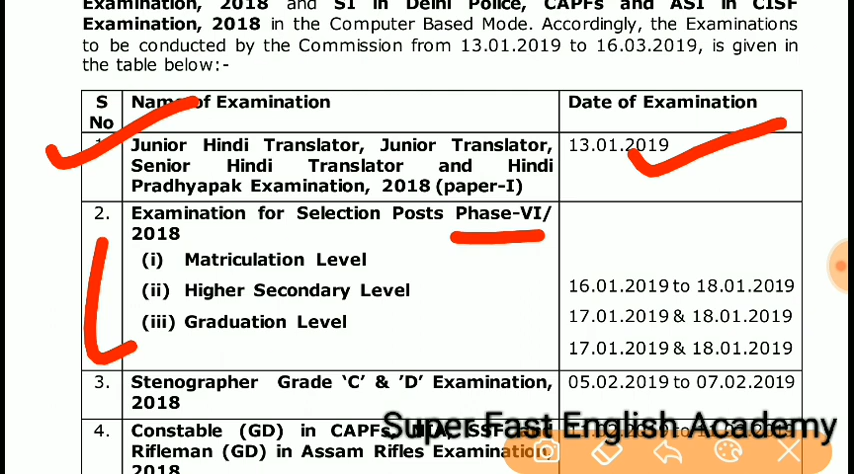 Examination, 2018 and SI in Delhi Police, CAPFs and ASI in CISF
Examination, 2018 in the Computer Based Mode. Accordingly, the Examinations
to be conducted by the Commission from 13.01.2019 to 16.03.2019, is given in
the table below:-
S No Name of Examination Date of Examination
Junior Hindi Translator, Junior Translator, 13.01.2019
Senior Hindi Translator and Hindi
Pradhyapak Examination, 2018 (paper-I)
2. Examination for Selection Posts Phase-VI/
2018
(i) Matriculation Level 16.01.2019 to 18.01.2019
(ii) Higher Secondary Level 17.01.2019 & 18.01.2019
(iii) Graduation Level 17.01.2019 & 18.01.2019
3. Stenographer Grade ‘C’ & ’D’ Examination, 05.02.2019 to 07.02.2019
2018
Super Fast English Academy
4. Constable (GD) in CAPFs, NIA, SSF and
Rifleman (GD) in Assam Rifles Examination,
2018